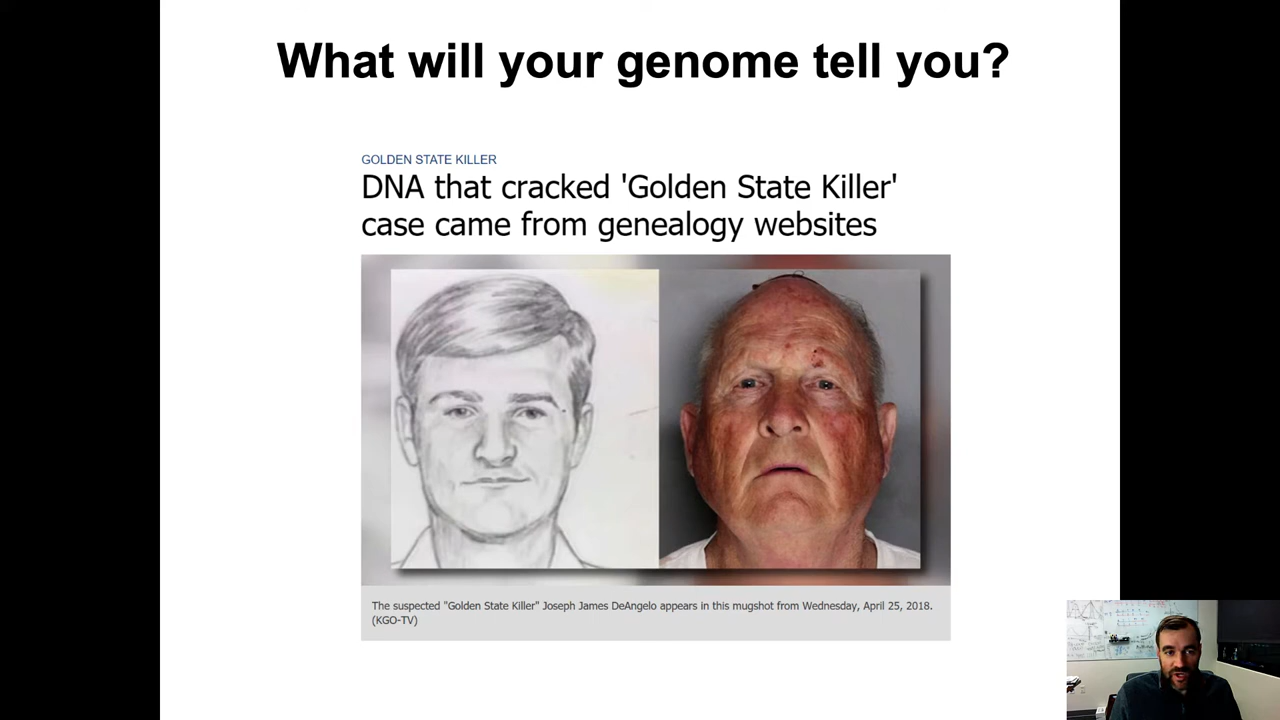 What will your genome tell you?
GOLDEN STATE KILLER
DNA that cracked 'Golden State Killer'
case came from genealogy websites
The suspected "Golden State Killer" Joseph James DeAngelo appears in this mugshot from Wednesday, April 25, 2018.
(KGO-TV)